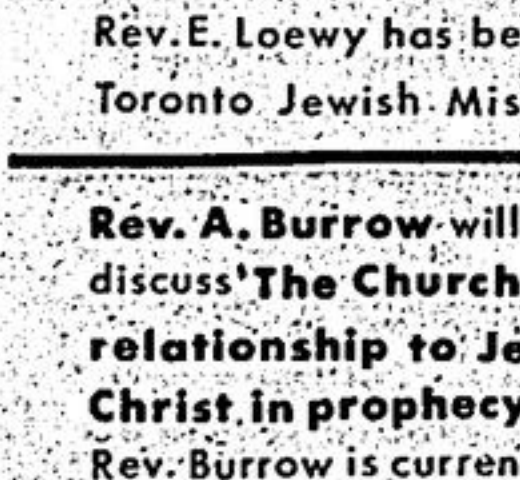 Rev. E. Loewy has be
Toronto Jewish Mis
Rev. A. Burrow will
discuss 'The Church
relationship to Je
Christ in prophecy
Rev. Burrow is curren